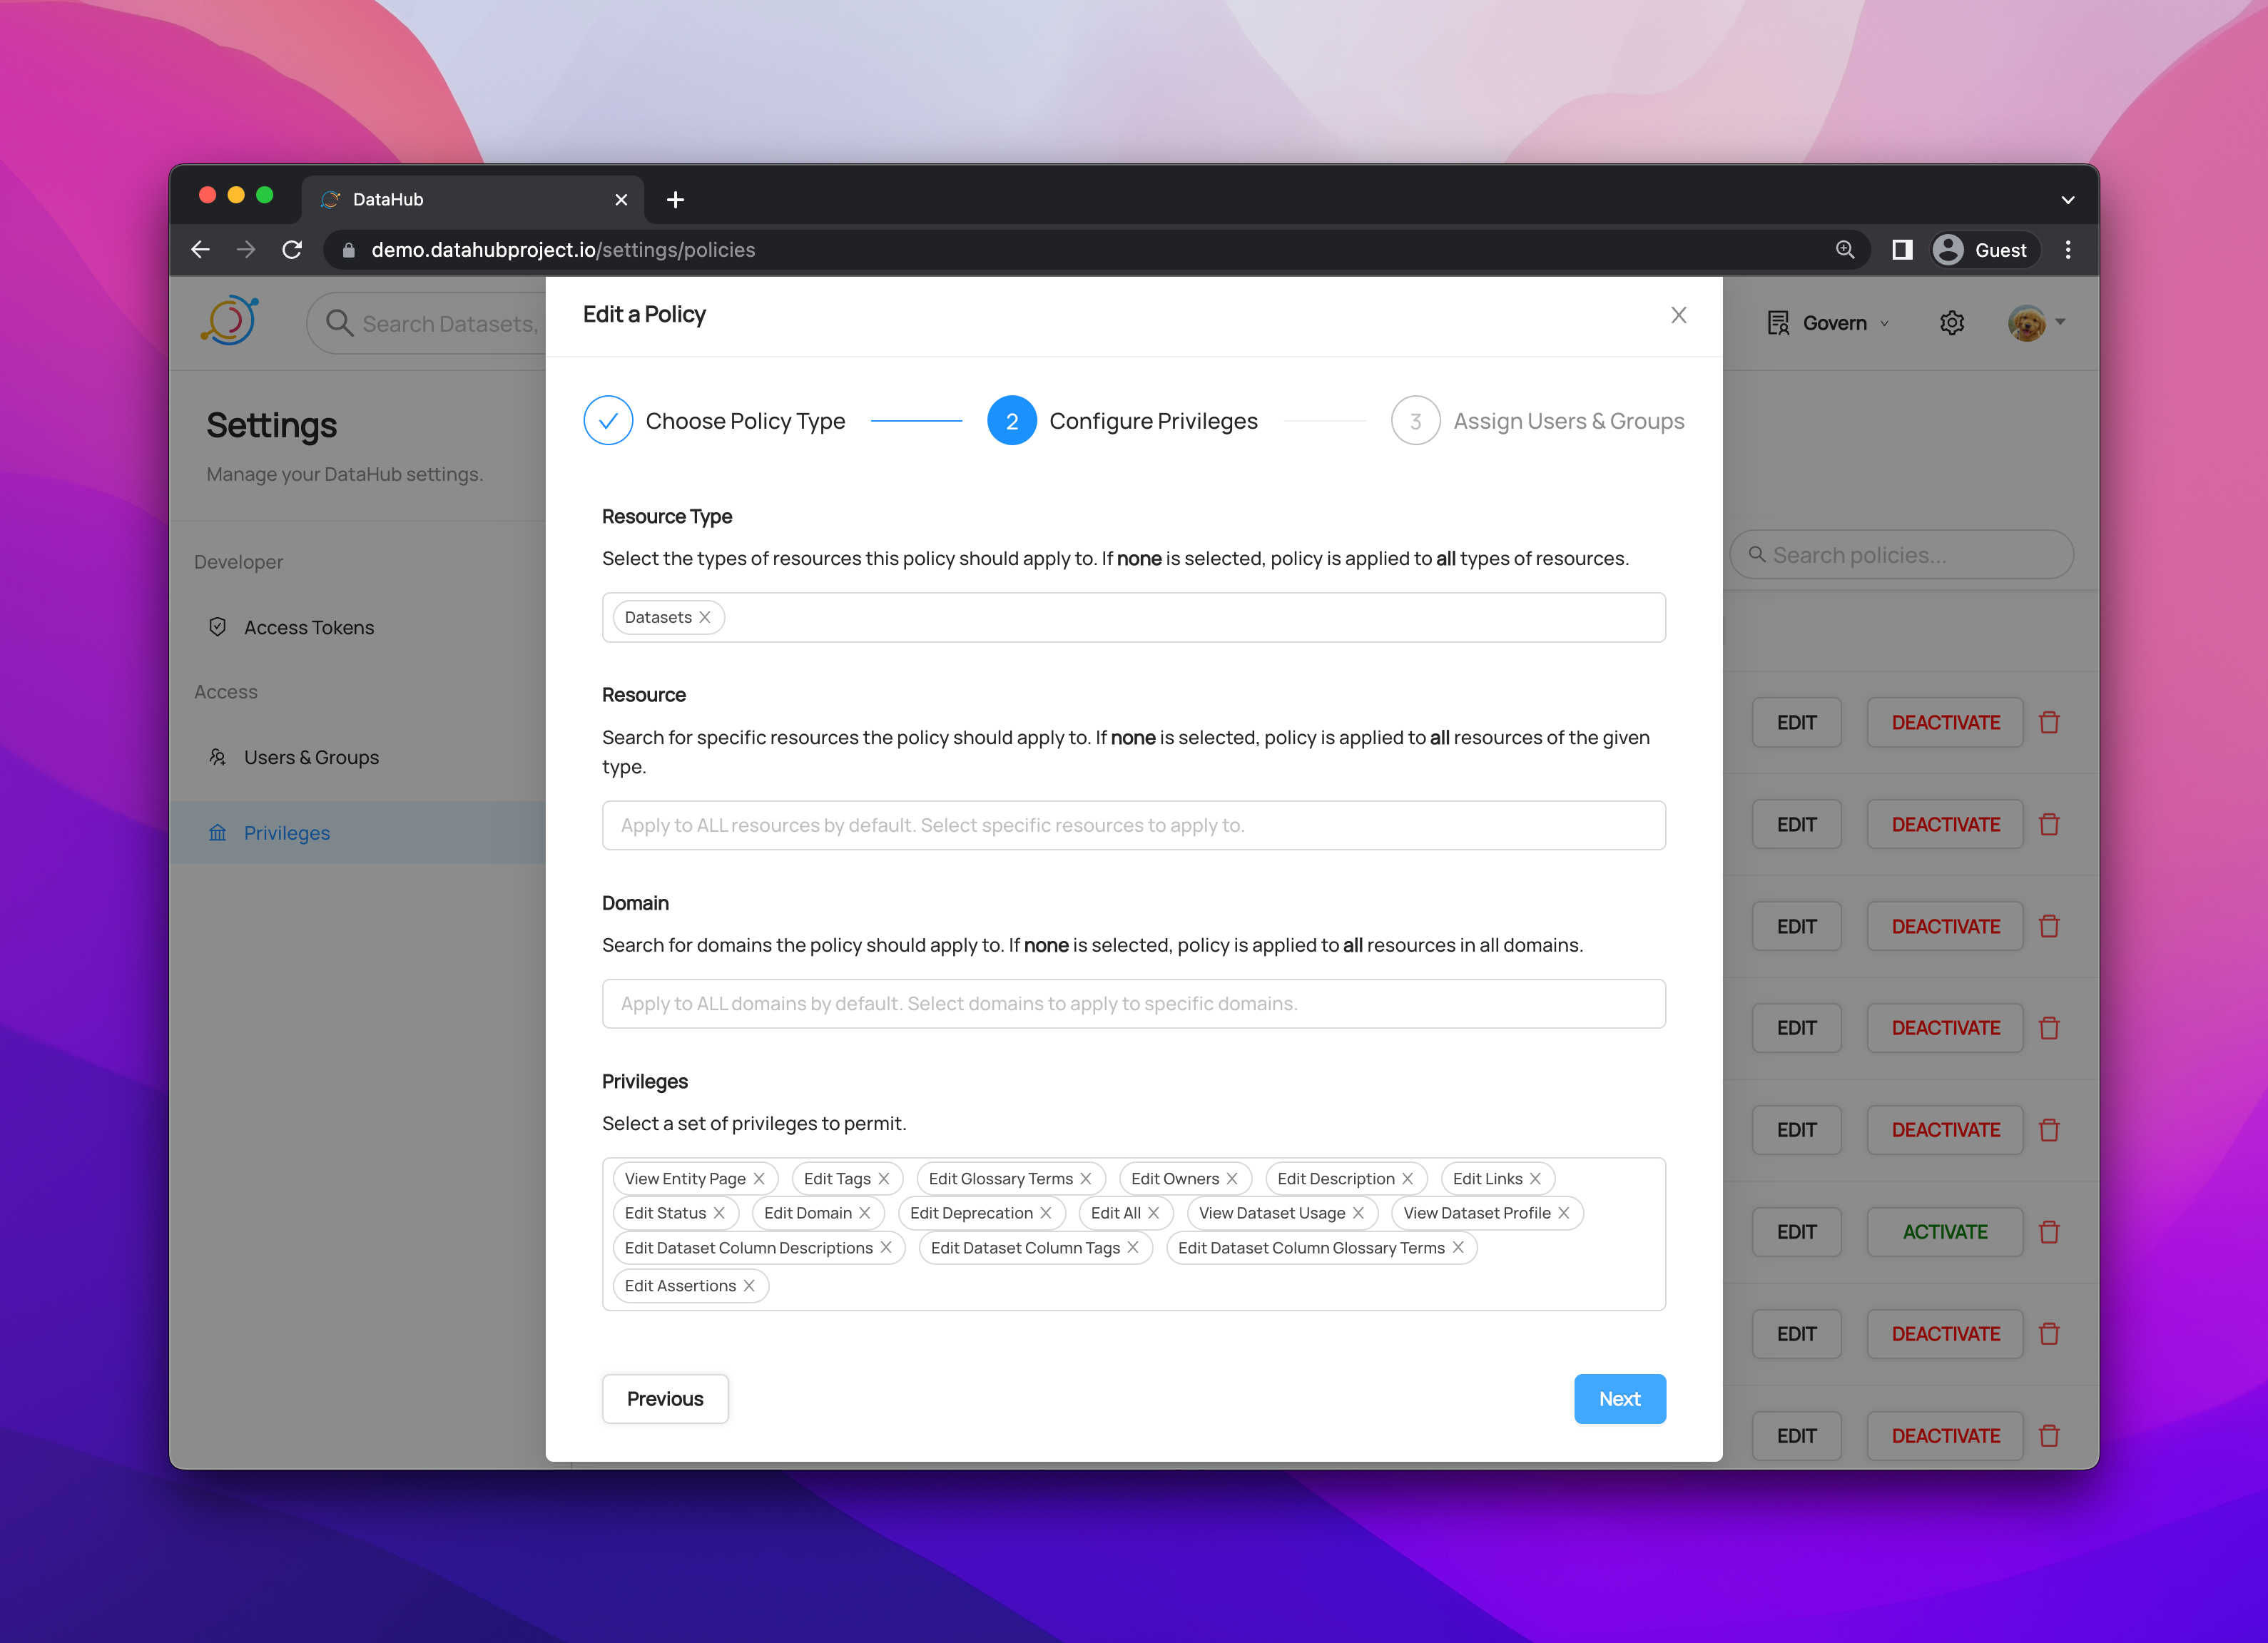 DataHub
demo.datahubproject.io/settings/policies
Guest
Search Datasets,
Govern
Edit a Policy
Choose Policy Type
2 Configure Privileges
3 Assign Users & Groups
Settings
Manage your DataHub settings.
Developer
Access Tokens
Access
Users & Groups
Privileges
Resource Type
Select the types of resources this policy should apply to. If none is selected, policy is applied to all types of resources.
Datasets
Resource
Search for specific resources the policy should apply to. If none is selected, policy is applied to all resources of the given
type.
Apply to ALL resources by default. Select specific resources to apply to.
Domain
Search for domains the policy should apply to. If none is selected, policy is applied to all resources in all domains.
Apply to ALL domains by default. Select domains to apply to specific domains.
Privileges
Select a set of privileges to permit.
View Entity Page Edit Tags Edit Glossary Terms Edit Owners Edit Description Edit Links
Edit Status Edit Domain Edit Deprecation Edit All View Dataset Usage View Dataset Profile
Edit Dataset Column Descriptions Edit Dataset Column Tags Edit Dataset Column Glossary Terms
Edit Assertions
Previous
Next
Search policies...
EDIT DEACTIVATE
EDIT DEACTIVATE
EDIT DEACTIVATE
EDIT DEACTIVATE
EDIT DEACTIVATE
EDIT ACTIVATE
EDIT DEACTIVATE
EDIT DEACTIVATE